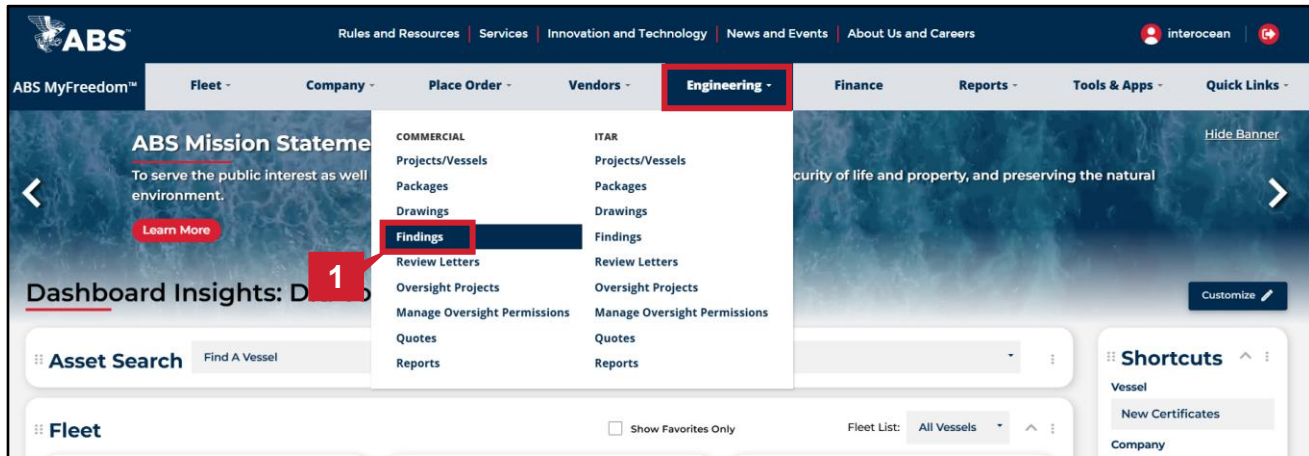 ABS
Rules and Resources Services Innovation and Technology News and Events About Us and Careers interocean
ABS MyFreedom™ Fleet Company Place Order Vendors Engineering Finance Reports Tools & Apps Quick Links
ABS Mission Stateme
Hide Banner
To serve the public interest as well
curity of life and property, and preserving the natural
environment.
Learn More
COMMERCIAL
Projects/Vessels
Packages
Drawings
Findings
Review Letters
Oversight Projects
Manage Oversight Permissions
Quotes
Reports
ITAR
Projects/Vessels
Packages
Drawings
Findings
Review Letters
Oversight Projects
Manage Oversight Permissions
Quotes
Reports
1
Dashboard Insights:
Customize
Asset Search Find A Vessel
Shortcuts
Vessel
New Certificates
Company
Fleet Show Favorites Only Fleet List: All Vessels